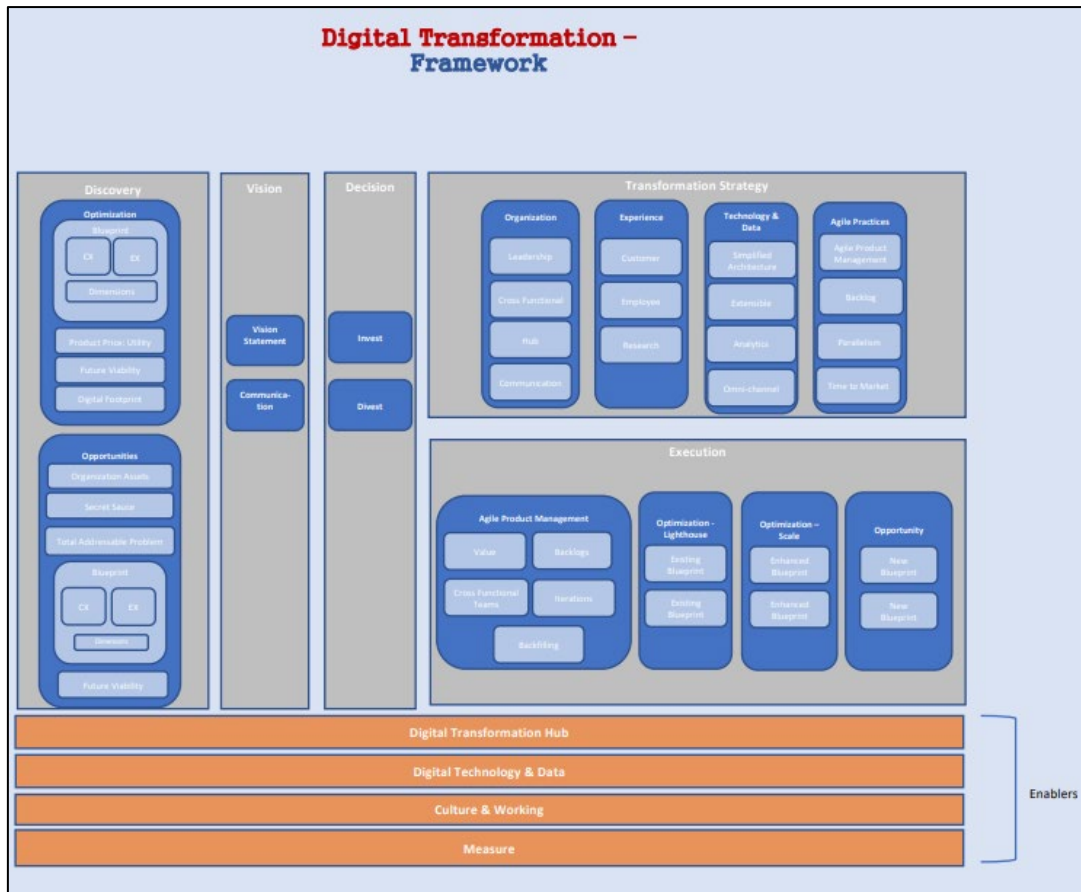 Digital Transformation –
Framework
Discovery
Optimization
Blueprint
CX
EX
Dimensions
Product Price: Utility
Future Viability
Digital Footprint
Opportunities
Organization Assets
Secret Sauce
Total Addressable Problem
Blueprint
CX
EX
Future Viability
Vision
Vision
Statement
Communica-
tion
Decision
Invest
Divest
Transformation Strategy
Organization
Leadership
Cross Functional
Hub
Communication
Experience
Customer
Employee
Research
Technology &
Data
Simplified
Architecture
Extensible
Analytics
Omni-channel
Agile Practices
Agile Product
Management
Backlog
Parallelism
Time to Market
Execution
Agile Product Management
Value
Backlogs
Cross Functional
Teams
Iterations
Backfilling
Optimization -
Lighthouse
Existing
Blueprint
Existing
Blueprint
Optimization –
Scale
Enhanced
Blueprint
Enhanced
Blueprint
Opportunity
New
Blueprint
New
Blueprint
Digital Transformation Hub
Digital Technology & Data
Culture & Working
Measure
Enablers